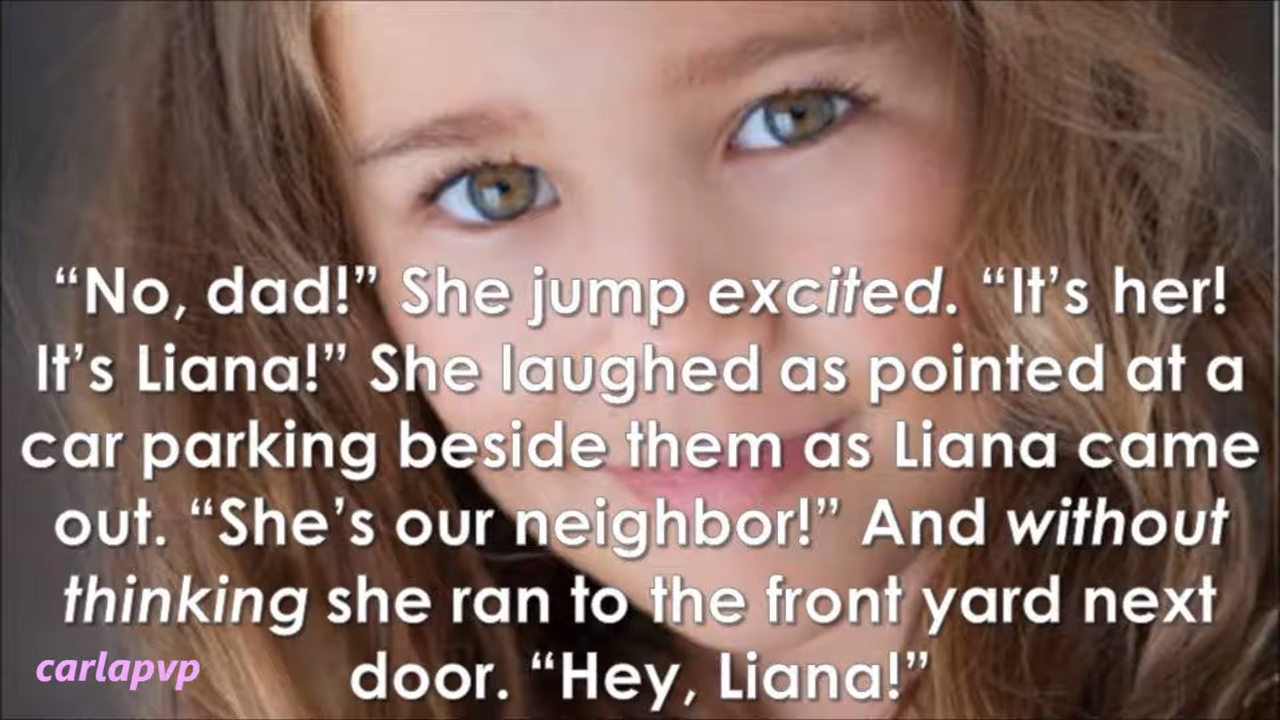 “No, dad!” She jump excited. “It’s her!
It’s Liana!” She laughed as pointed at a
car parking beside them as Liana came
out. “She’s our neighbor!” And without
thinking she ran to the front yard next
door. “Hey, Liana!”
carlapvp